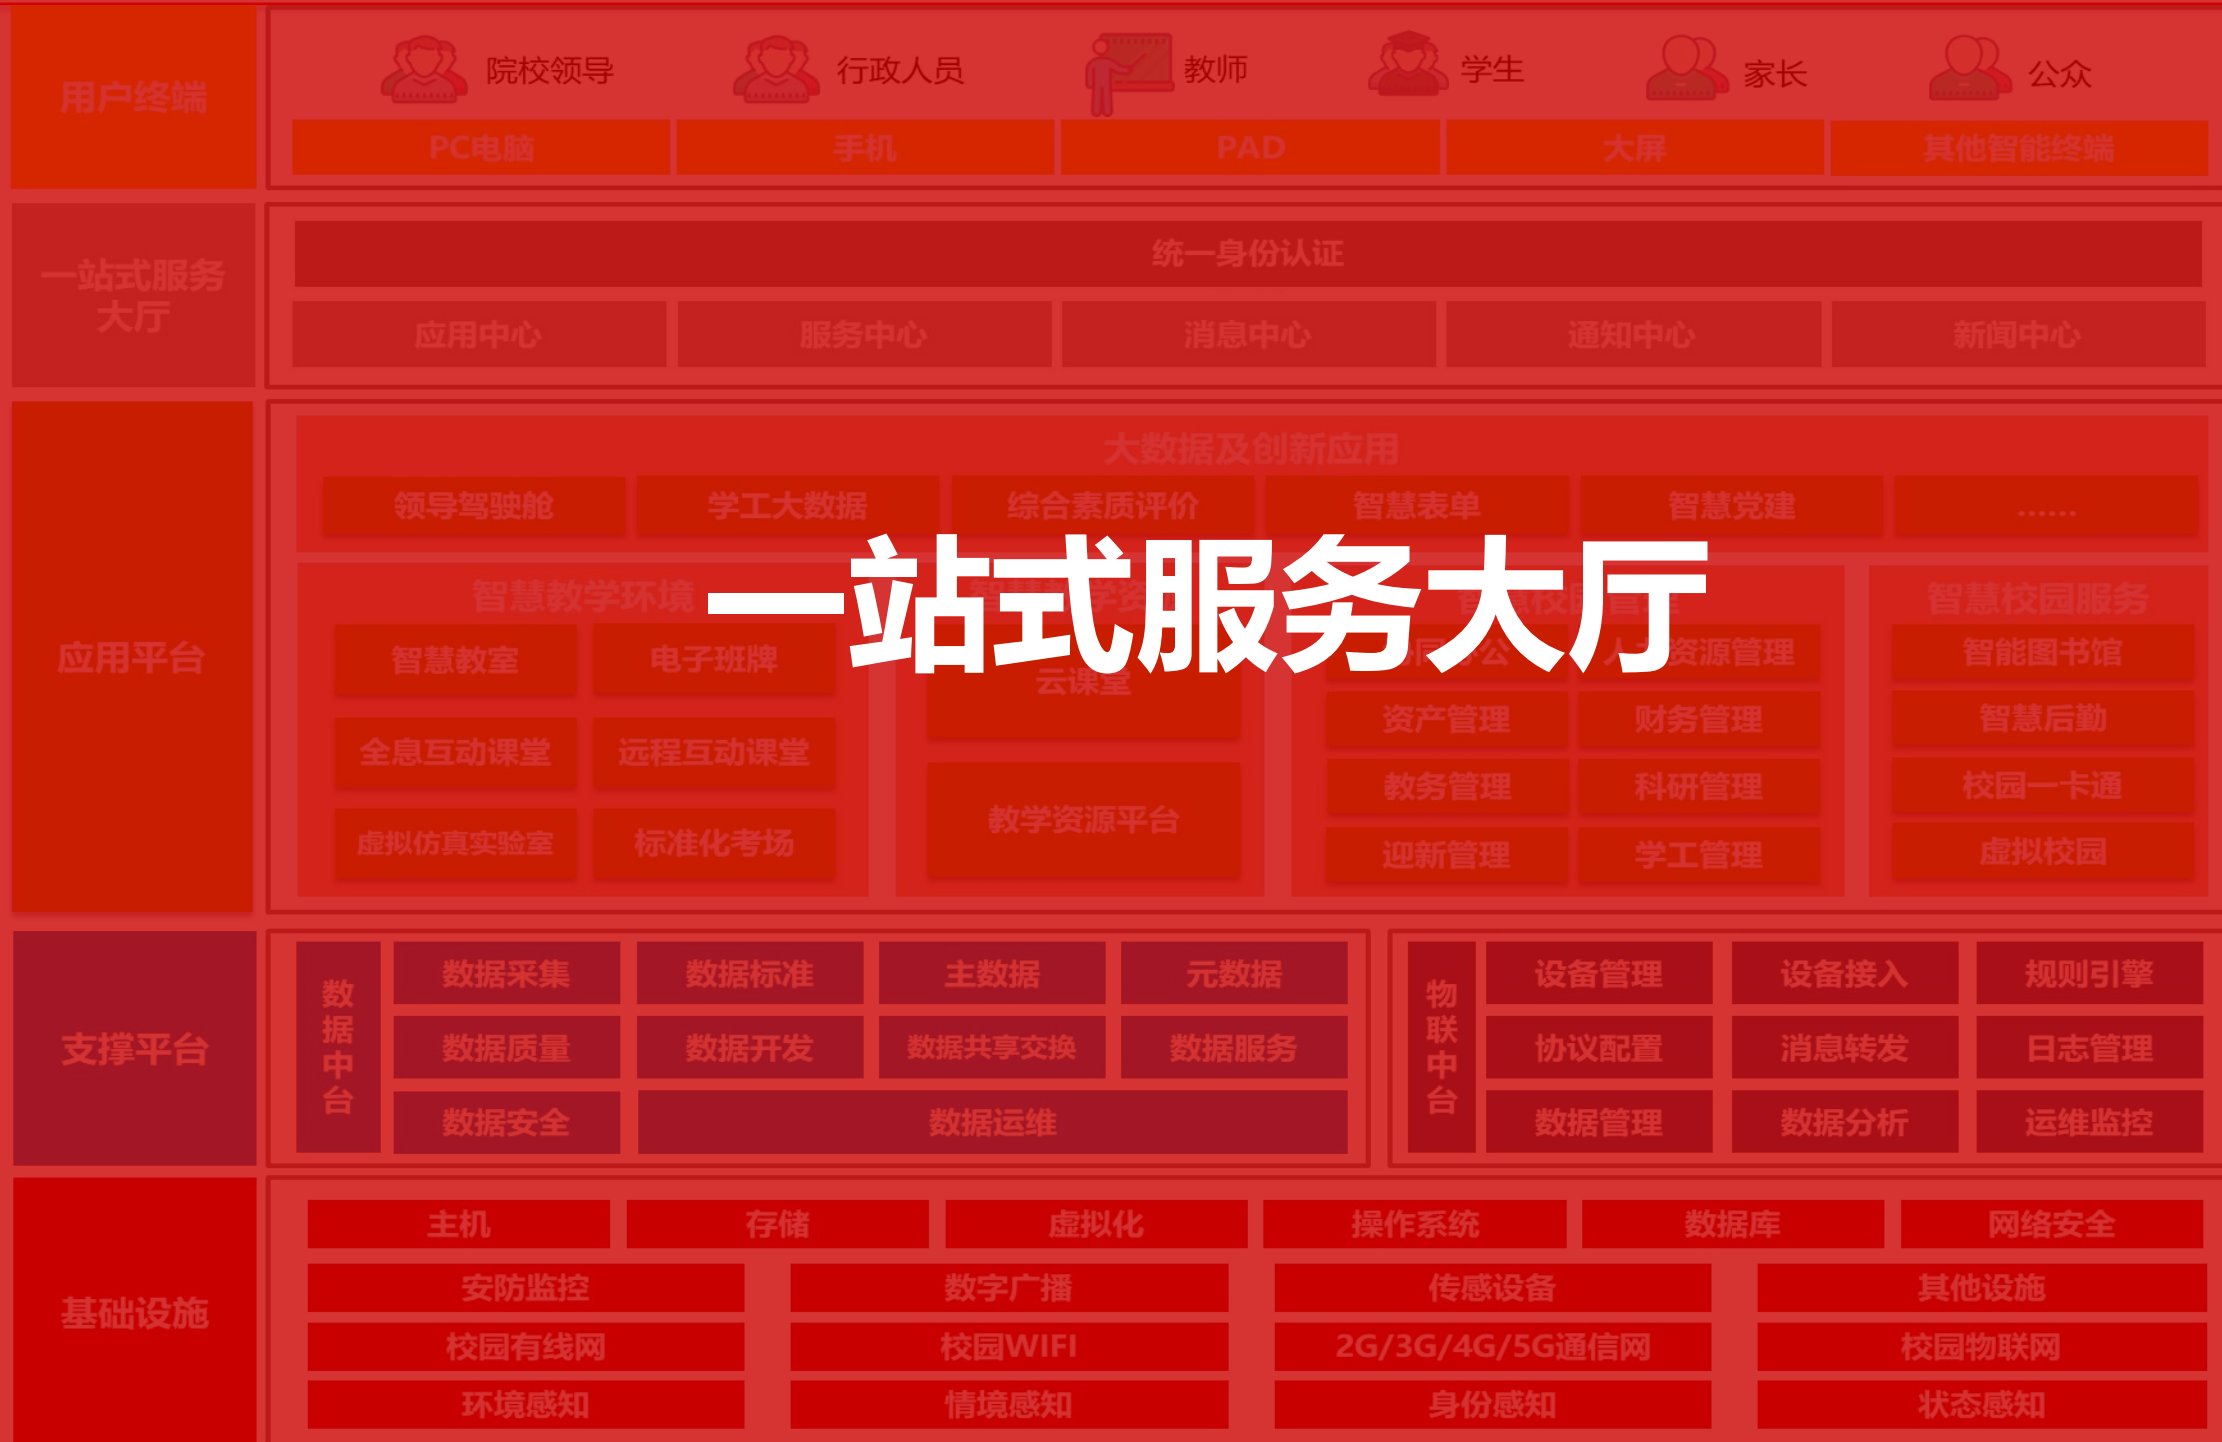 用户终端
院校领导
行政人员
教师
学生
家长
公众
PC电脑
手机
PAD
大屏
其他智能终端
一站式服务
大厅
统一身份认证
应用中心
服务中心
消息中心
通知中心
新闻中心
应用平台
大数据及创新应用
领导驾驶舱
学工大数据
综合素质评价
智慧表单
智慧党建
……
一站式服务大厅
智慧教学环境
智慧教室
电子班牌
全息互动课堂
远程互动课堂
虚拟仿真实验室
标准化考场
云课堂
教学资源平台
资源管理
资产管理
财务管理
教务管理
科研管理
迎新管理
学工管理
智慧校园服务
智能图书馆
智慧后勤
校园一卡通
虚拟校园
支撑平台
数据中台
数据采集
数据标准
主数据
元数据
数据质量
数据开发
数据共享交换
数据服务
数据安全
数据运维
物联中台
设备管理
设备接入
规则引擎
协议配置
消息转发
日志管理
数据管理
数据分析
运维监控
基础设施
主机
存储
虚拟化
操作系统
数据库
网络安全
安防监控
数字广播
传感设备
其他设施
校园有线网
校园WIFI
2G/3G/4G/5G通信网
校园物联网
环境感知
情境感知
身份感知
状态感知